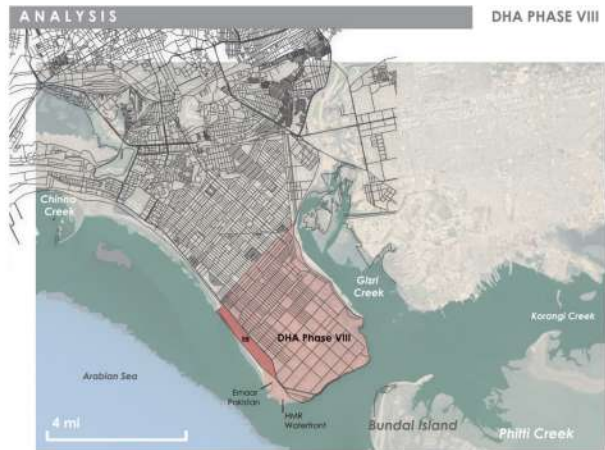 ANALYSIS
DHA PHASE VIII
Chinna
Creek
Gizri
Creek
Korangi Creek
DHA Phase VIII
Arabian Sea
Emaar
Pakistan
HMR
Waterfront
Bundal Island
Phitti Creek
4 mi